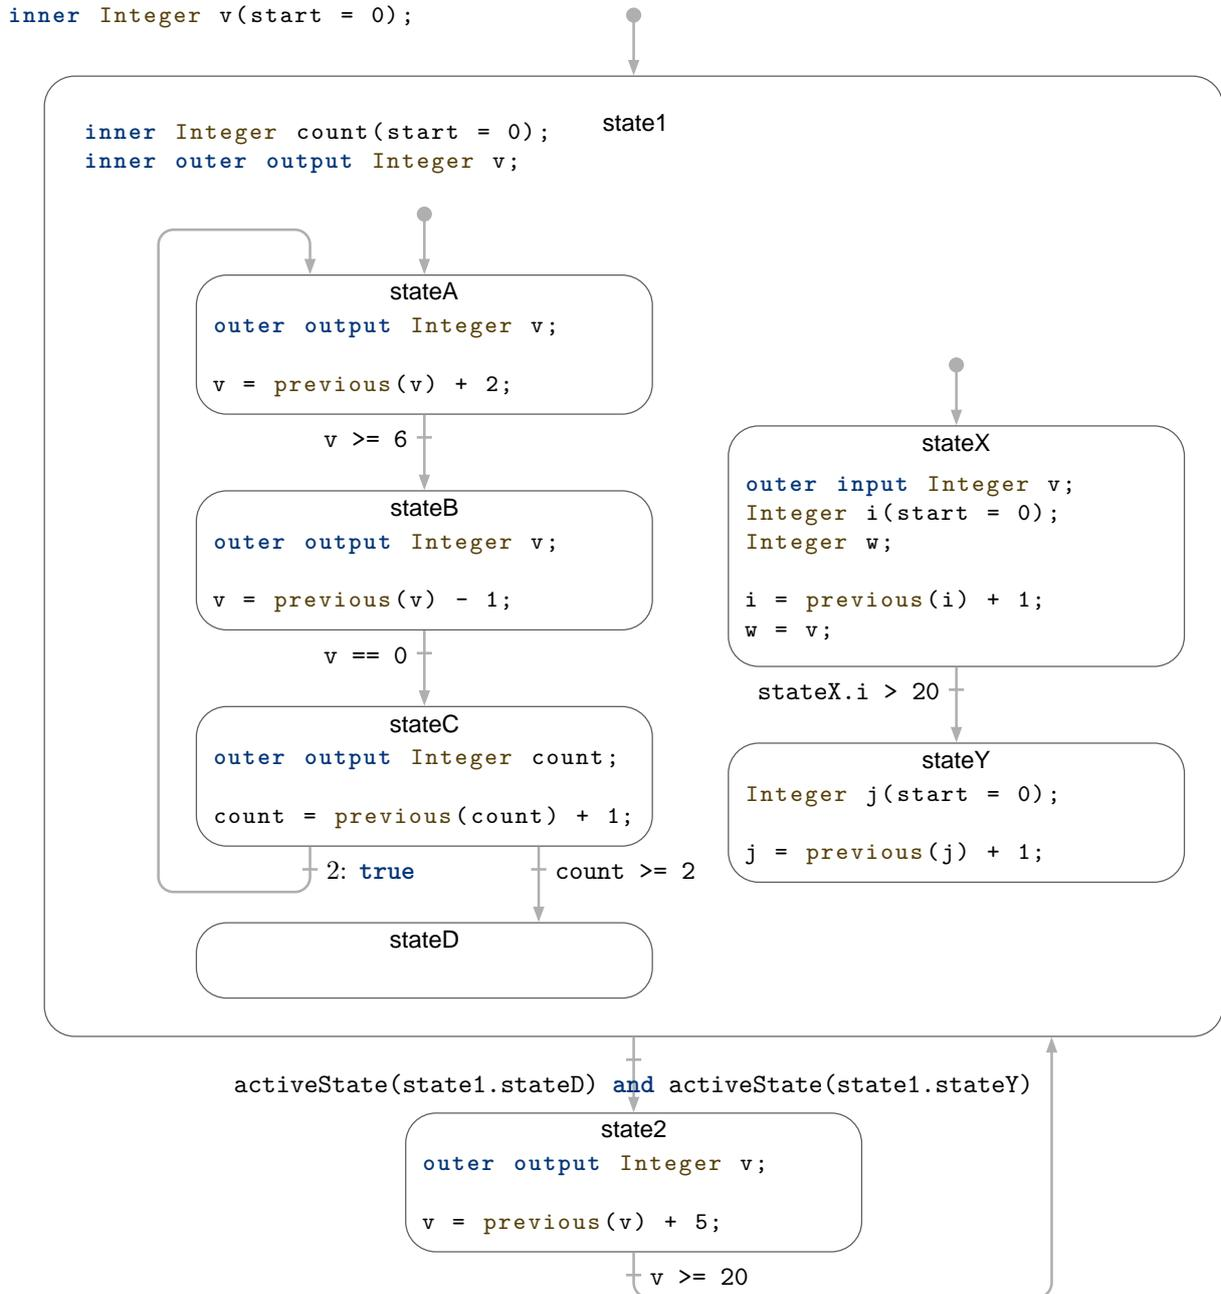 inner Integer v(start = 0);
state1
inner Integer count(start = 0);
inner outer output Integer v;
stateA
outer output Integer v;
v = previous(v) + 2;
v >= 6
stateB
outer output Integer v;
v = previous(v) - 1;
v == 0
stateC
outer output Integer count;
count = previous(count) + 1;
2: true
count >= 2
stateD
stateX
outer input Integer v;
Integer i(start = 0);
Integer w;
i = previous(i) + 1;
w = v;
stateX.i > 20
stateY
Integer j(start = 0);
j = previous(j) + 1;
activeState(state1.stateD) and activeState(state1.stateY)
state2
outer output Integer v;
v = previous(v) + 5;
v >= 20